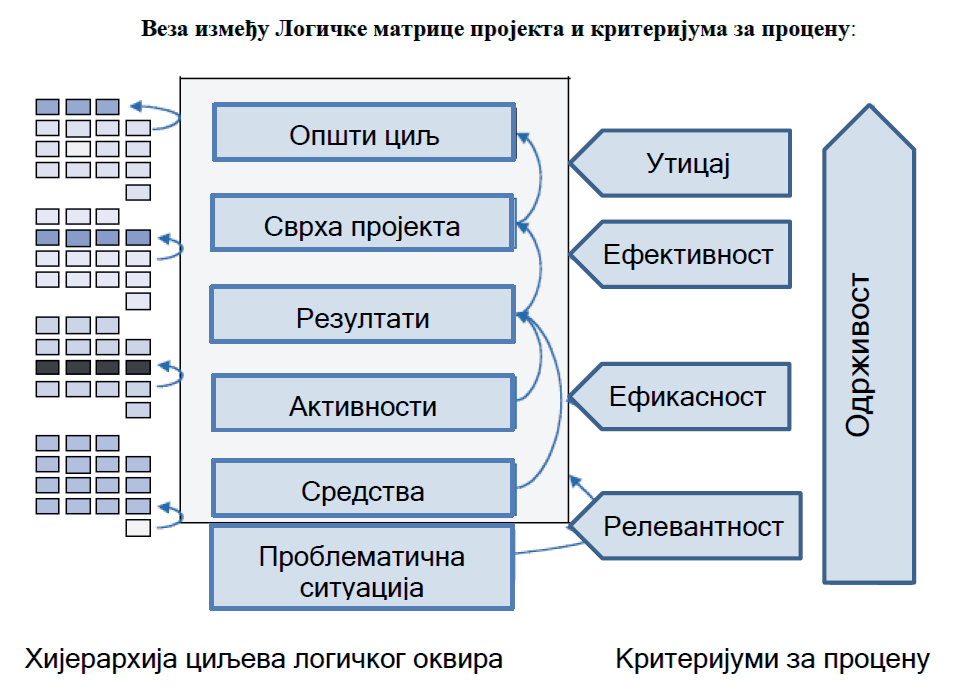 Веза између Логичке матрице пројекта и критеријума за процену:
Општи циљ
Сврха пројекта
Резултати
Активности
Средства
Проблематична
ситуација
Утицај
Ефективност
Ефикасност
Релевантност
Одрживост
Хијерархија циљева логичког оквира
Критеријуми за процену